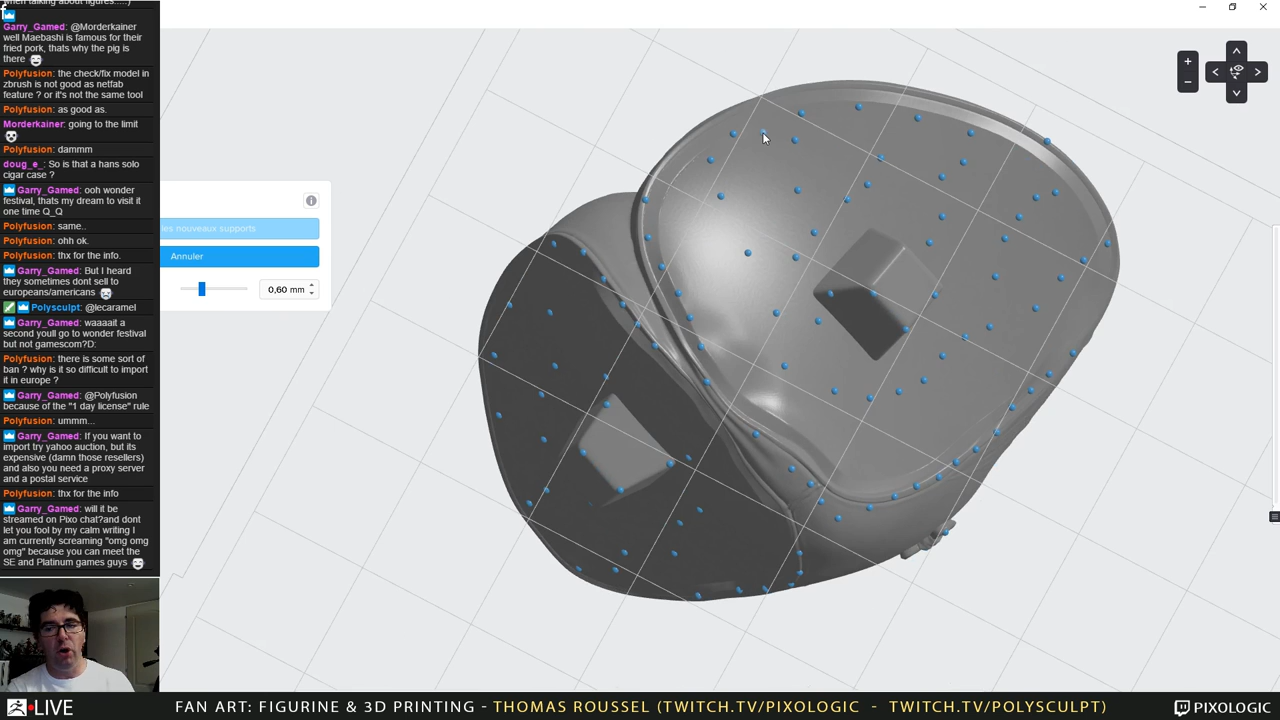 when talking about figures.....)
Garry_Gamed: @Morderkainer
well Maebashi is famous for their
fried pork, thats why the pig is
there
Polyfusion: the check/fix model in
zbrush is not good as netfab
feature ? or it's not the same tool
Polyfusion: as good as.
Morderkainer: going to the limit
Polyfusion: dammm
doug_e_: So is that a hans solo
cigar case ?
Garry_Gamed: ooh wonder
festival, thats my dream to visit it
one time Q_Q
Polyfusion: same..
Polyfusion: ohh ok.
Polyfusion: thx for the info.
Garry_Gamed: But I heard
they sometimes dont sell to
europeans/americans
Polysculpt: @lecaramel
Garry_Gamed: waaaait a
second youll go to wonder festival
but not gamescom?D:
Polyfusion: there is some sort of
ban ? why is it so difficult to import
it in europe ?
Garry_Gamed: @Polyfusion
because of the "1 day license" rule
Polyfusion: ummm...
Garry_Gamed: If you want to
import try yahoo auction, but its
expensive (damn those resellers)
and also you need a proxy server
and a postal service
Polyfusion: thx for the info
Garry_Gamed: will it be
streamed on Pixo chat?and dont
let you fool by my calm writing I
am currently screaming "omg omg
omg" because you can meet the
SE and Platinum games guys
les nouveaux supports
Annuler
0,60 mm
LIVE
FAN ART: FIGURINE & 3D PRINTING - THOMAS ROUSSEL (TWITCH.TV/PIXOLOGIC - TWITCH.TV/POLYSCULPT)
PIXOLOGIC